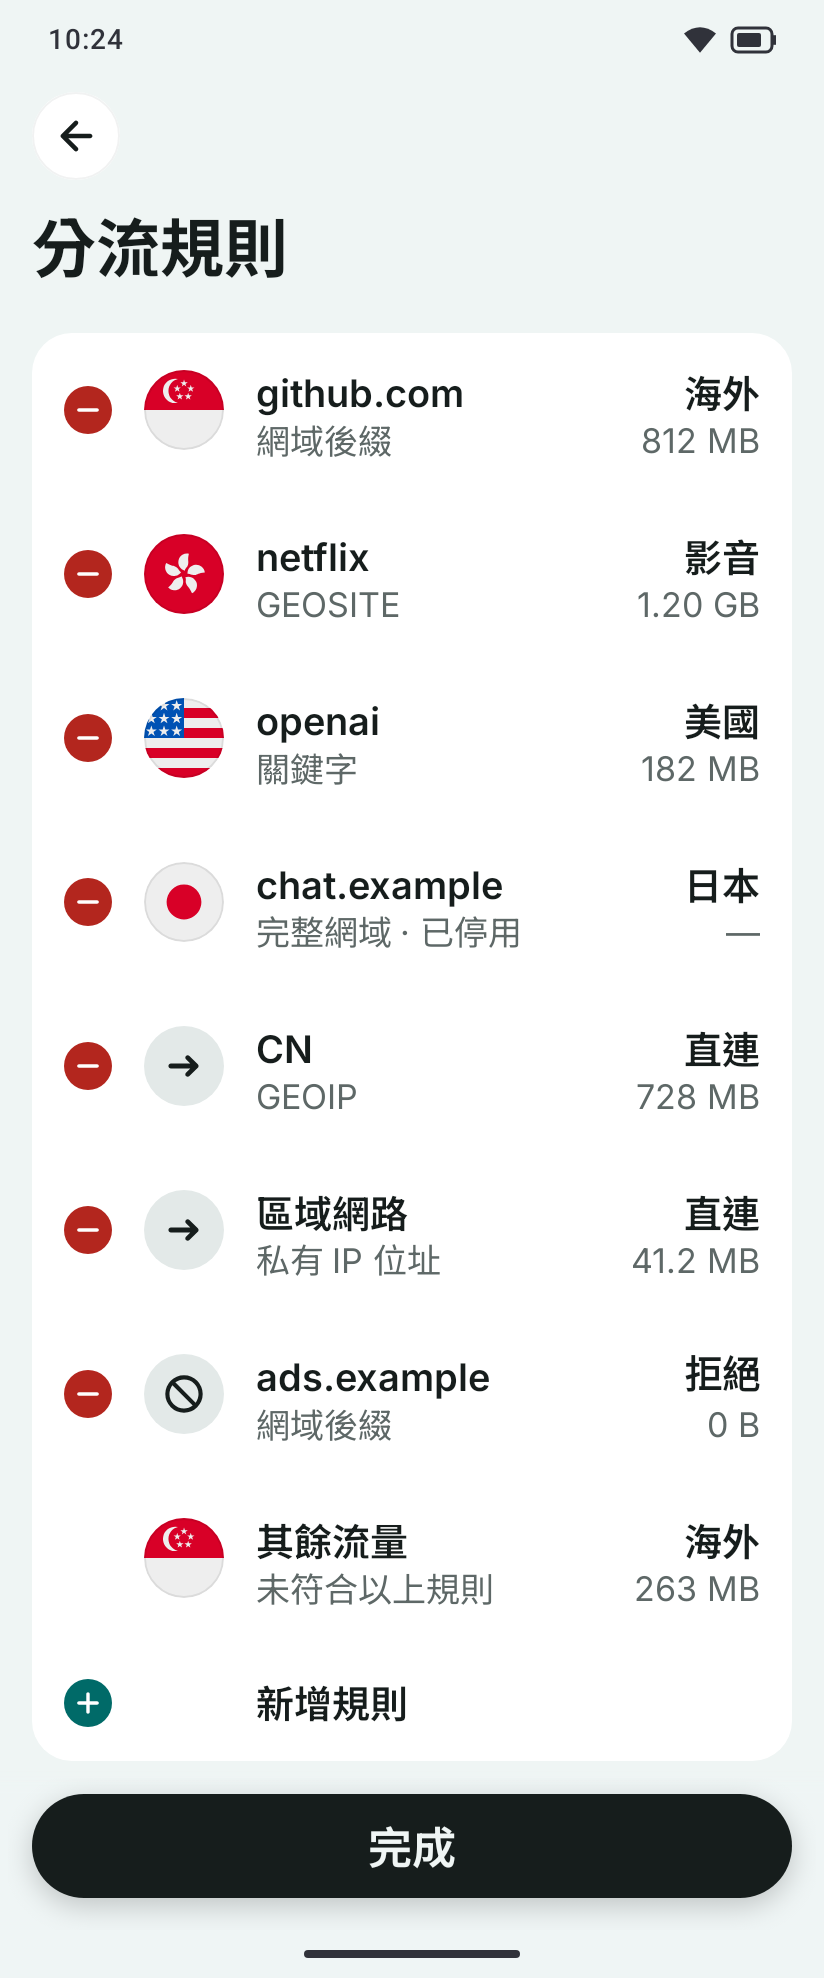 10:24
分流規則
github.com 海外
網域後綴 812 MB
netflix 影音
GEOSITE 1.20 GB
openai 美國
關鍵字 182 MB
chat.example 日本
完整網域 · 已停用 —
CN 直連
GEOIP 728 MB
區域網路 直連
私有 IP 位址 41.2 MB
ads.example 拒絕
網域後綴 0 B
其餘流量 海外
未符合以上規則 263 MB
新增規則
完成